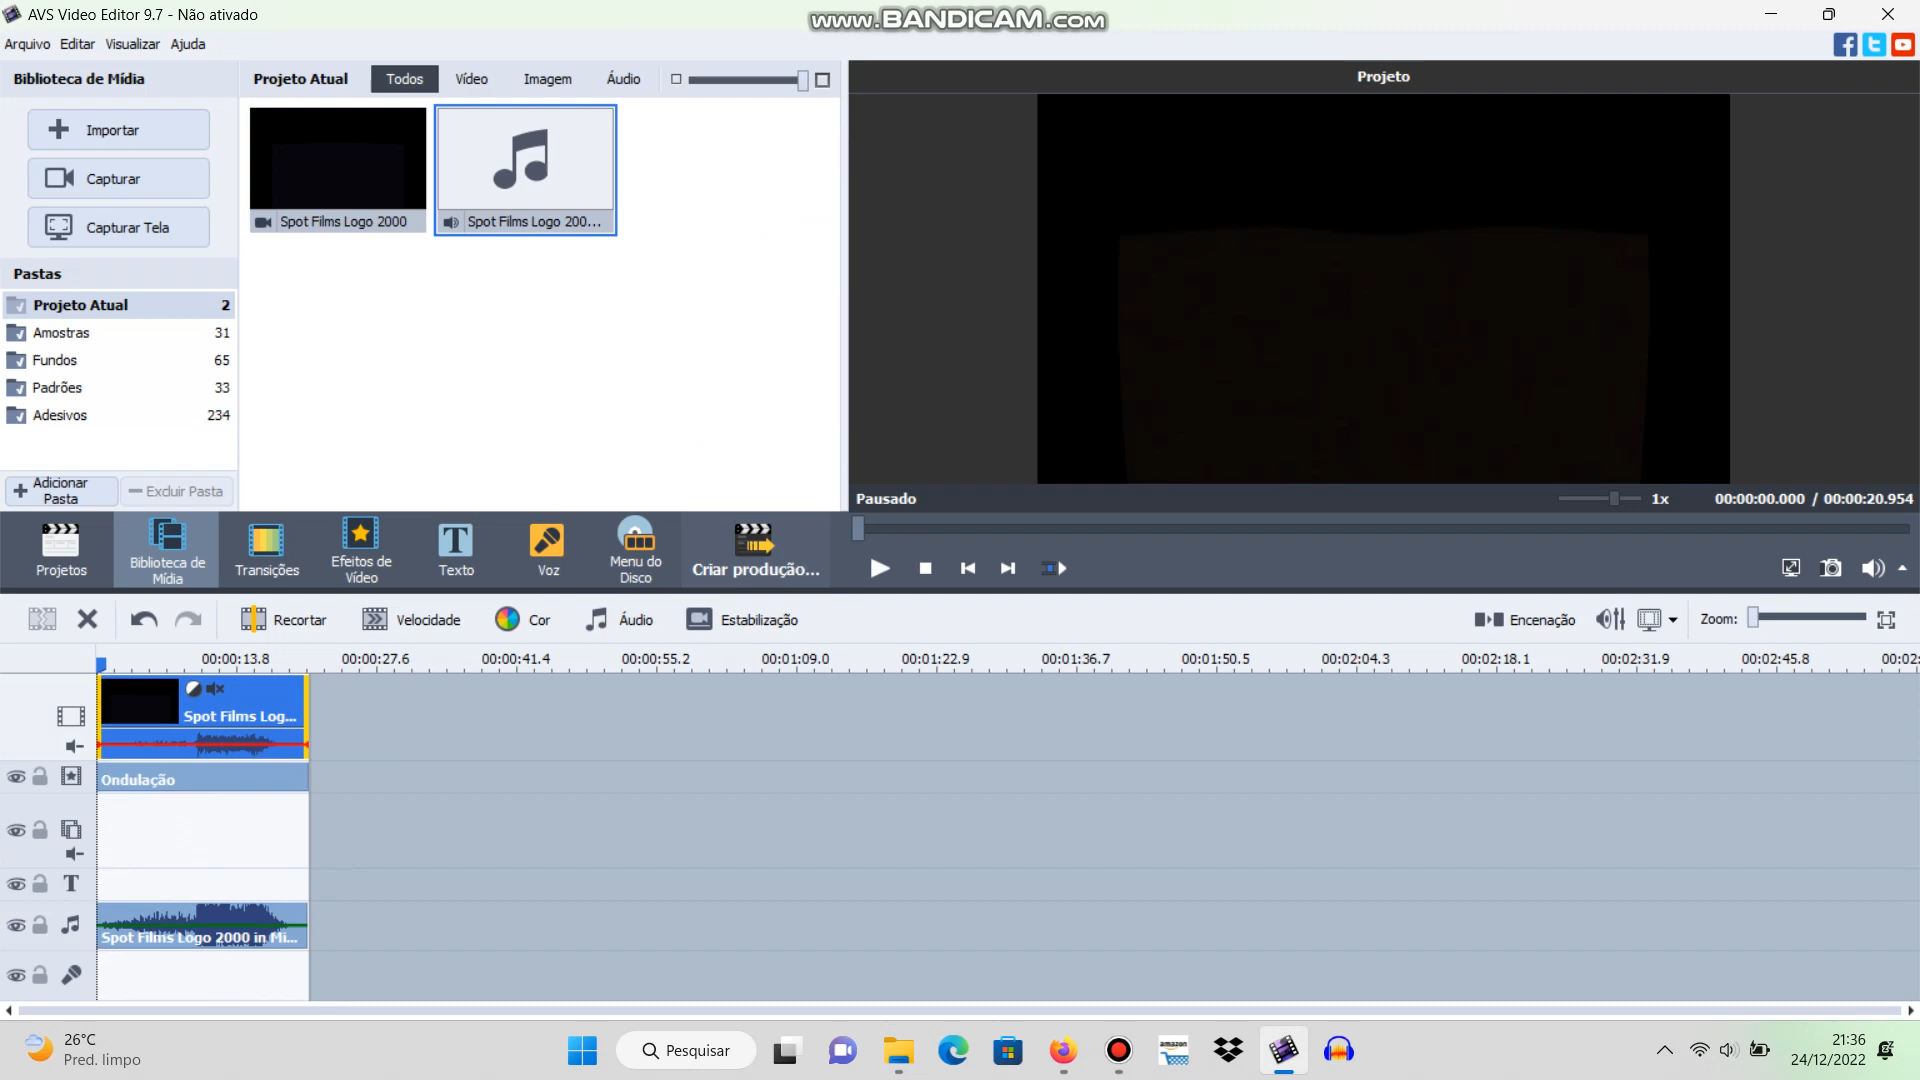 AVS Video Editor 9.7 - Não ativado
www.BANDICAM.com
Arquivo Editar Visualizar Ajuda
Biblioteca de Mídia
Projeto Atual Todos Vídeo Imagem Áudio
Projeto
Importar
Capturar
Capturar Tela
Spot Films Logo 2000
Spot Films Logo 200...
Pastas
Projeto Atual 2
Amostras 31
Fundos 65
Padrões 33
Adesivos 234
Adicionar Pasta
Excluir Pasta
Pausado 1x 00:00:00.000 / 00:00:20.954
Projetos
Biblioteca de Mídia
Transições
Efeitos de Vídeo
Texto
Voz
Menu do Disco
Criar produção...
Recortar Velocidade Cor Áudio Estabilização Encenação Zoom:
00:00:13.8 00:00:27.6 00:00:41.4 00:00:55.2 00:01:09.0 00:01:22.9 00:01:36.7 00:01:50.5 00:02:04.3 00:02:18.1 00:02:31.9 00:02:45.8 00:02:
Spot Films Log...
Ondulação
T
Spot Films Logo 2000 in Mi...
26°C
Pred. limpo
Pesquisar
amazon
21:36
24/12/2022